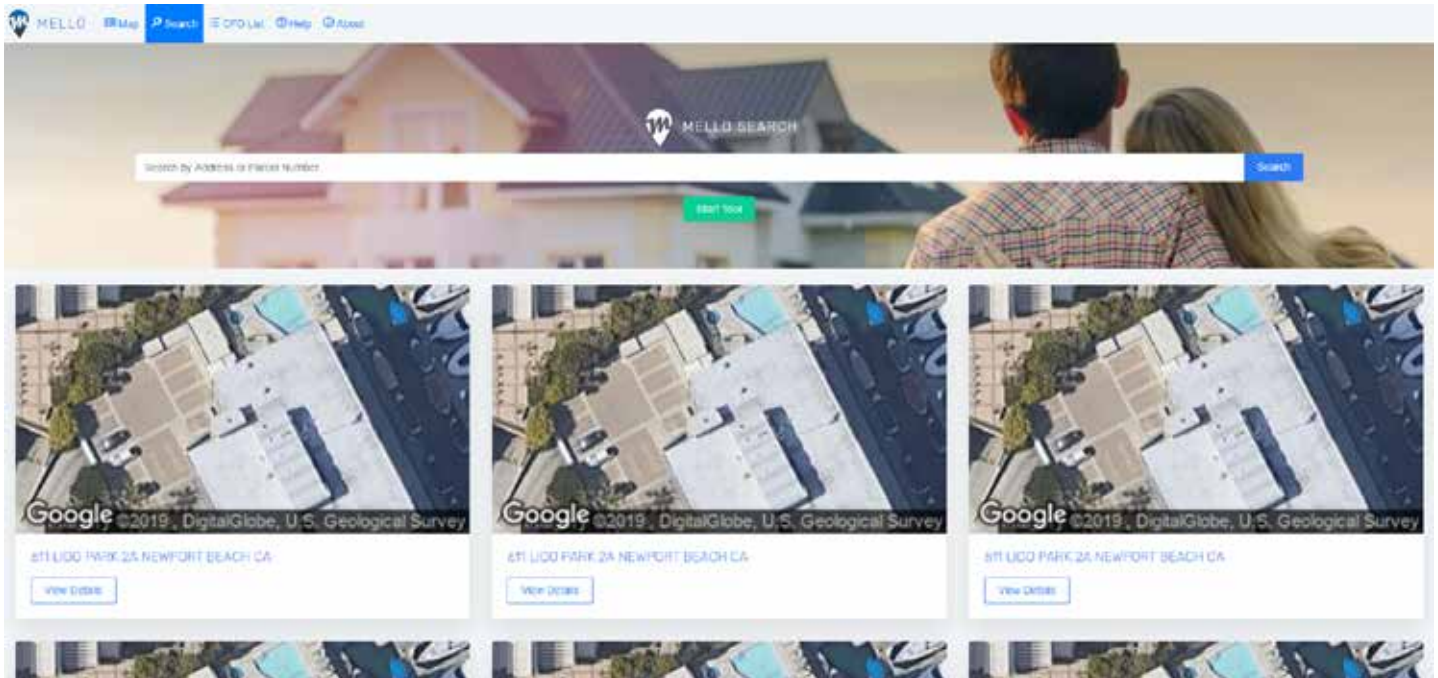 MELLO Map Search CFD List Help About
MELLO SEARCH
Search by Address or Parcel Number
Search
Start Tour
Google ©2019 , DigitalGlobe, U.S. Geological Survey
Google ©2019 , DigitalGlobe, U.S. Geological Survey
Google ©2019 , DigitalGlobe, U.S. Geological Survey
611 LIDO PARK 2A NEWPORT BEACH CA
611 LIDO PARK 2A NEWPORT BEACH CA
611 LIDO PARK 2A NEWPORT BEACH CA
View Details
View Details
View Details